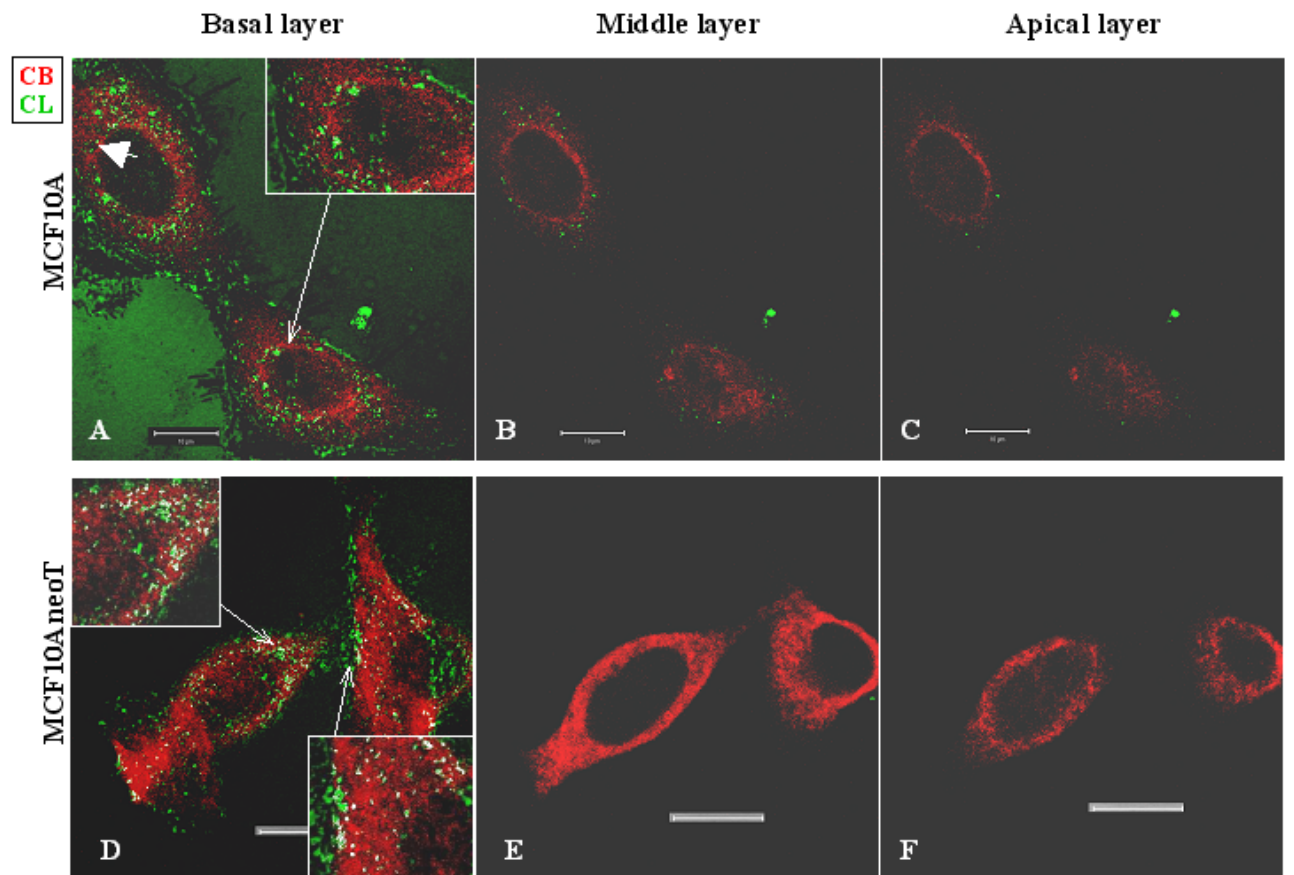 Basal layer
Middle layer
Apical layer
CB
CL
MCF10A
A
B
C
MCF10AneoT
D
E
F